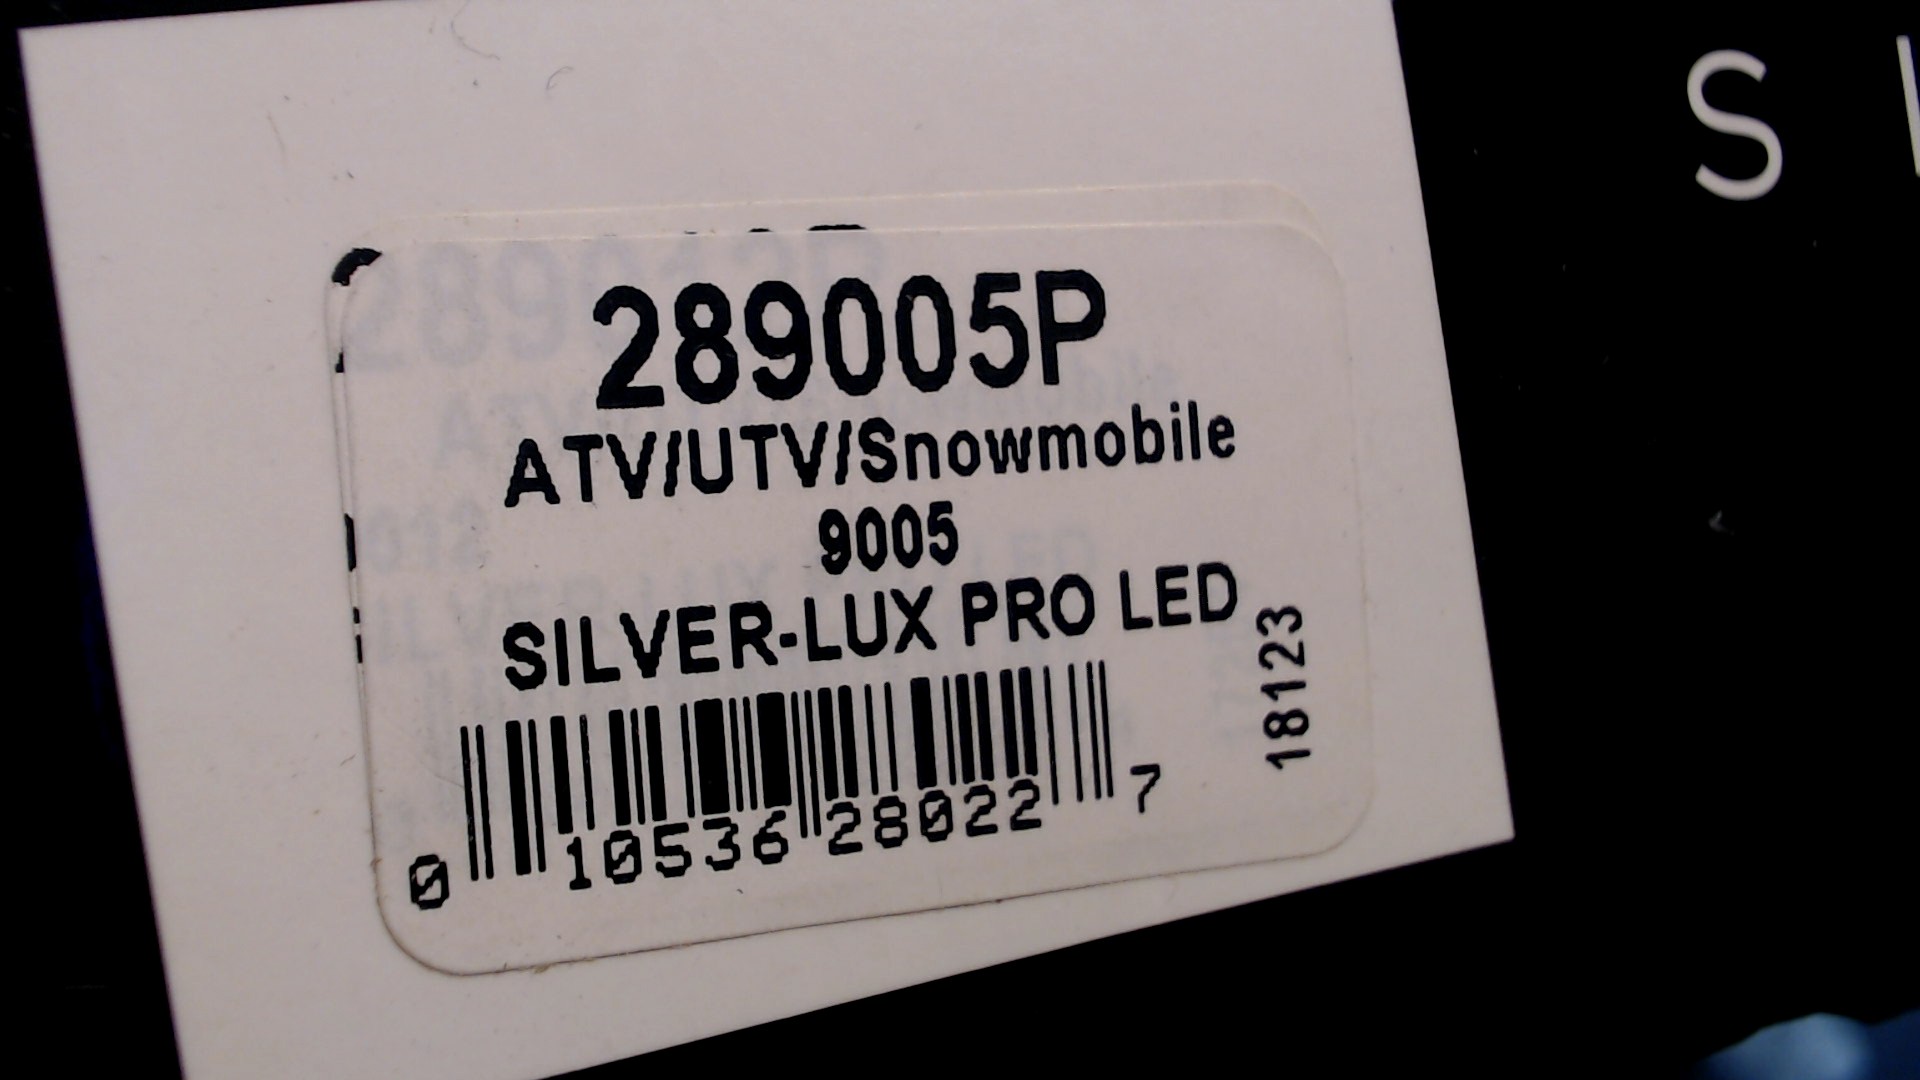 289005P
ATV/UTV/Snowmobile
9005
SILVER-LUX PRO LED
18123
0 10536 28022 7
S